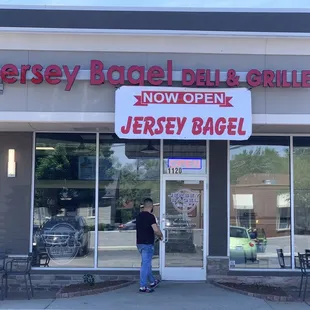 Jersey Bagel DELI & GRILLE
NOW OPEN
JERSEY BAGEL
1120